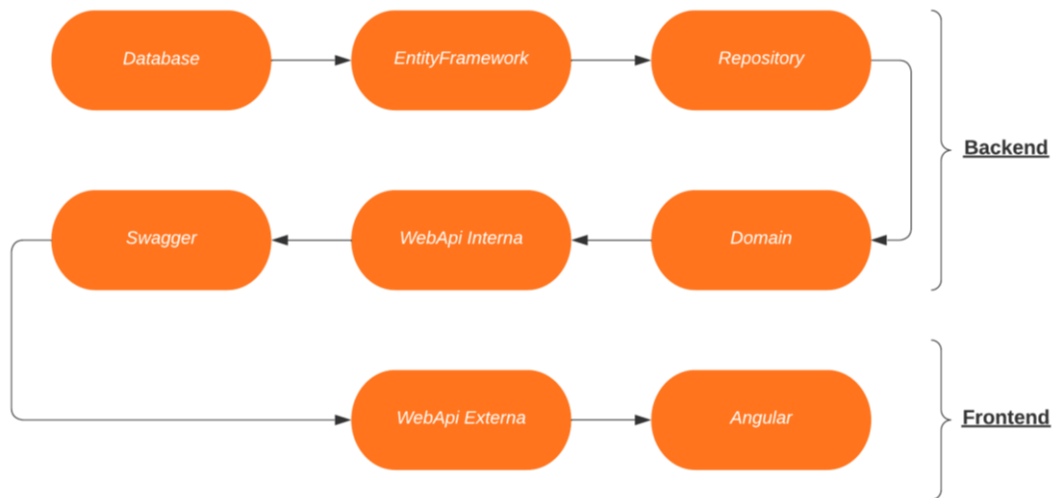 Database
EntityFramework
Repository
Backend
Swagger
WebApi Interna
Domain
WebApi Externa
Angular
Frontend